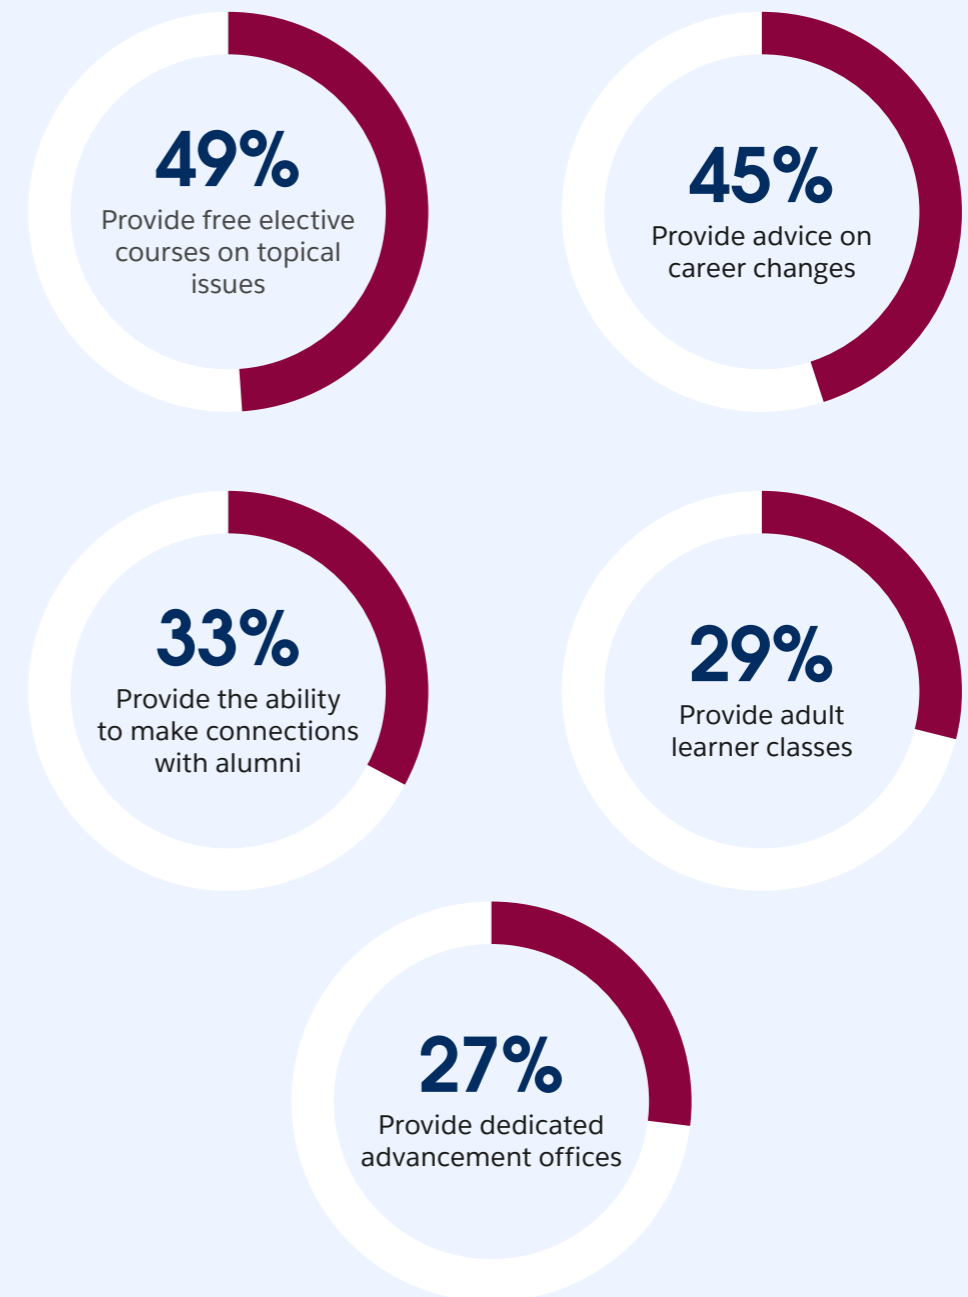 49%
Provide free elective
courses on topical
issues
45%
Provide advice on
career changes
33%
Provide the ability
to make connections
with alumni
29%
Provide adult
learner classes
27%
Provide dedicated
advancement offices